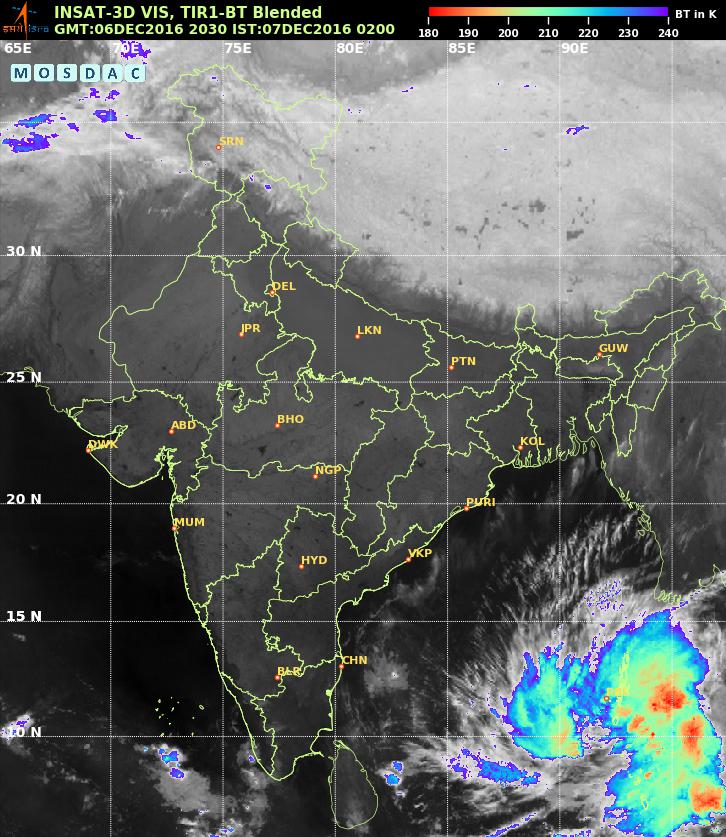 INSAT-3D VIS, TIR1-BT Blended
GMT:06DEC2016 2030 IST:07DEC2016 0200
BT in K
180 190 200 210 220 230 240
65E 70E 75E 80E 85E 90E
M O S D A C
SRN
30 N
DEL
JPR
LKN
GUW
PTN
25 N
ABD
BHO
DWK
KOL
NGP
20 N
PURI
MUM
VKP
HYD
15 N
CHN
BLR
10 N